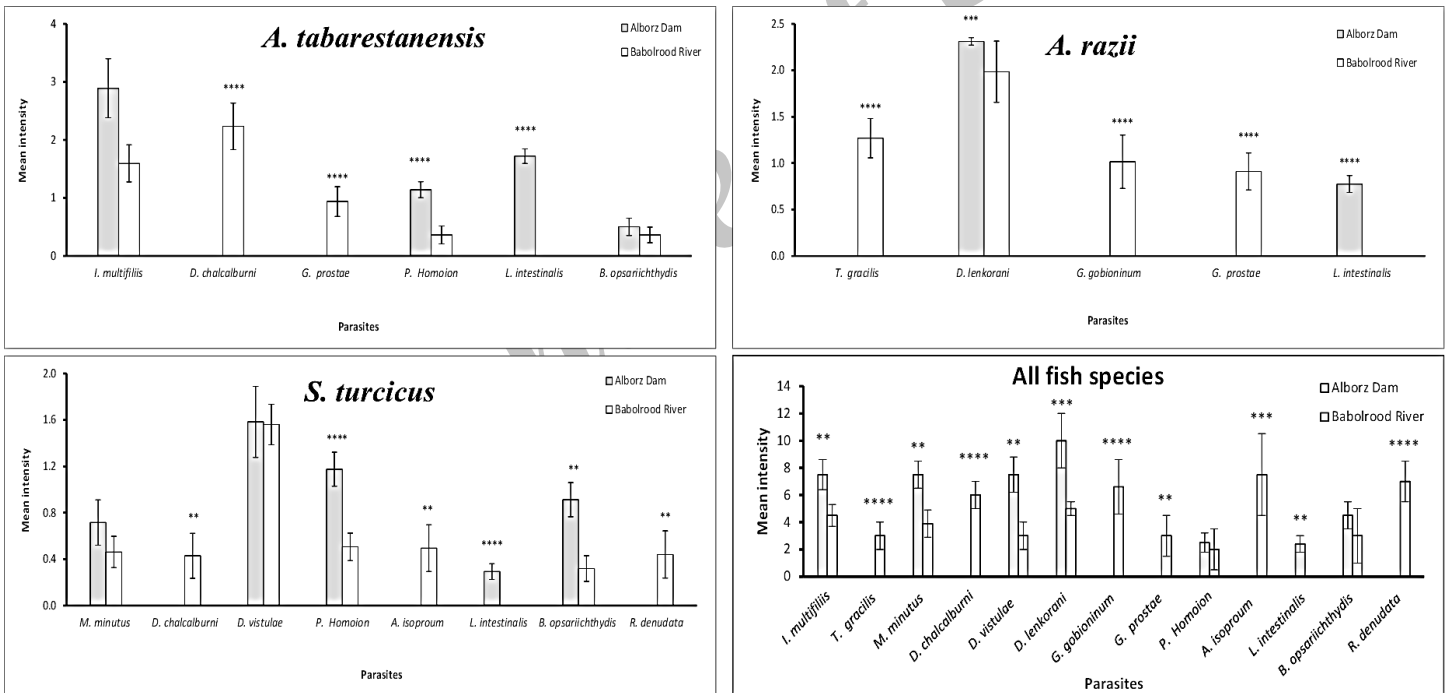 A. tabarestanensis
Alborz Dam
Babolrood River
Mean intensity
4
3
2
1
0
****
****
****
****
I. multifiliis D. chalcalburni G. prostae P. Homoion L. intestinalis B. opsariichthydis
Parasites
A. razii
Alborz Dam
Babolrood River
Mean intensity
2.5
2.0
1.5
1.0
0.5
0.0
****
***
****
****
****
T. gracilis D. lenkorani G. gobioninum G. prostae L. intestinalis
Parasites
S. turcicus
Alborz Dam
Babolrood River
Mean intensity
2.0
1.6
1.2
0.8
0.4
0.0
**
****
**
****
**
**
M. minutus D. chalcalburni D. vistulae P. Homoion A. isoproum L. intestinalis B. opsariichthydis R. denudata
Parasites
All fish species
Alborz Dam
Babolrood River
Mean intensity
14
12
10
8
6
4
2
0
**
****
**
****
**
***
****
**
***
**
****
I. multifiliis
T. gracilis
M. minutus
D. chalcalburni
D. vistulae
D. lenkorani
G. gobioninum
G. prostae
P. Homoion
A. isoproum
L. intestinalis
B. opsariichthydis
R. denudata
Parasites